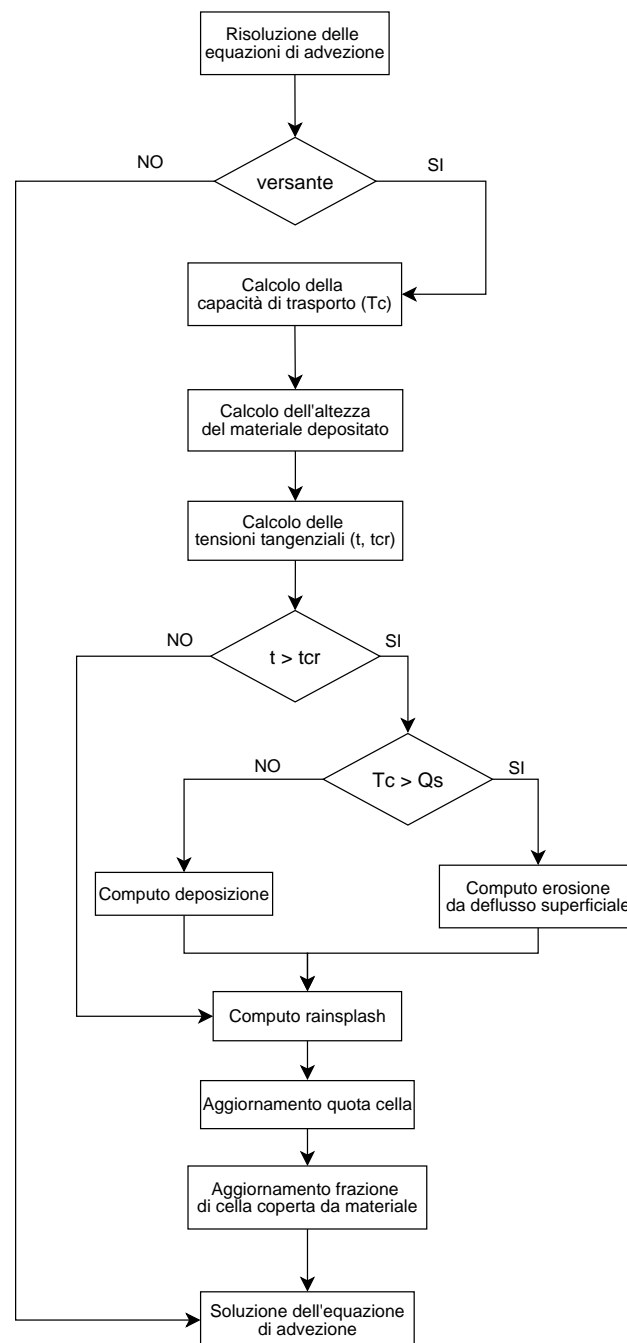 Risoluzione delle
equazioni di advezione
NO
SI
versante
Calcolo della
capacità di trasporto (Tc)
Calcolo dell'altezza
del materiale depositato
Calcolo delle
tensioni tangenziali (t, tcr)
NO
SI
t > tcr
NO
SI
Tc > Qs
Computo deposizione
Computo erosione
da deflusso superficiale
Computo rainsplash
Aggiornamento quota cella
Aggiornamento frazione
di cella coperta da materiale
Soluzione dell'equazione
di advezione